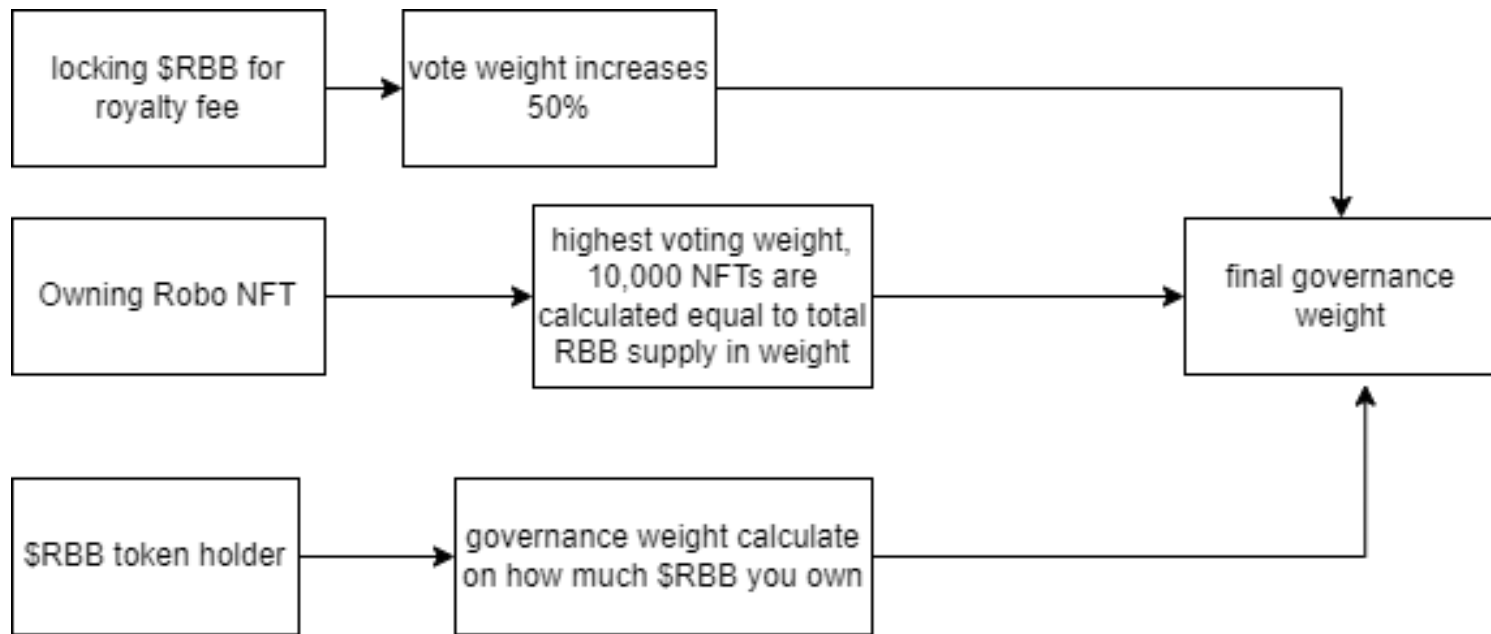 locking $RBB for
royalty fee
vote weight increases
50%
Owning Robo NFT
highest voting weight,
10,000 NFTs are
calculated equal to total
RBB supply in weight
final governance
weight
$RBB token holder
governance weight calculate
on how much $RBB you own